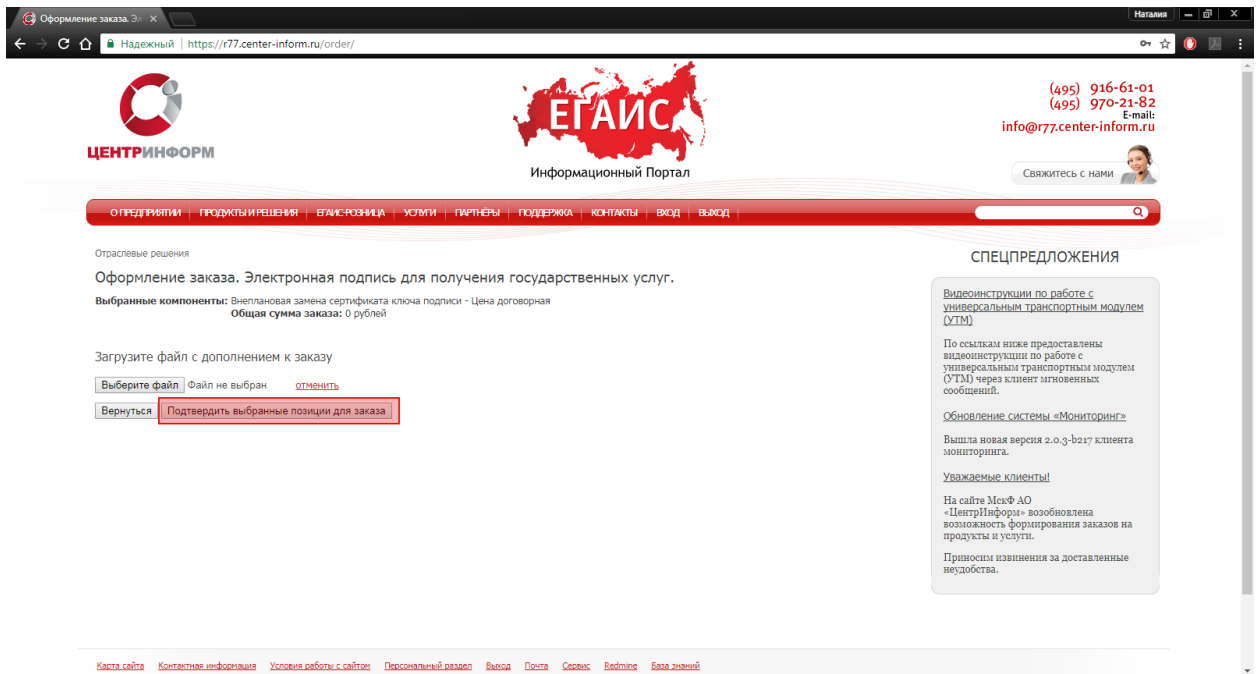 Оформление заказа. Эл
Наталия
Надежный | https://r77.center-inform.ru/order/
ЦЕНТРИНФОРМ
ЕГАИС
Информационный Портал
(495) 916-61-01
(495) 970-21-82
E-mail:
info@r77.center-inform.ru
Свяжитесь с нами
О ПРЕДПРИЯТИИ ПРОДУКТЫ И РЕШЕНИЯ ЕГАИС-РОЗНИЦА УСЛУГИ ПАРТНЁРЫ ПОДДЕРЖКА КОНТАКТЫ ВХОД ВЫХОД
Отраслевые решения
Оформление заказа. Электронная подпись для получения государственных услуг.
Выбранные компоненты: Внеплановая замена сертификата ключа подписи - Цена договорная
Общая сумма заказа: 0 рублей
Загрузите файл с дополнением к заказу
Выберите файл Файл не выбран отменить
Вернуться Подтвердить выбранные позиции для заказа
СПЕЦПРЕДЛОЖЕНИЯ
Видеоинструкции по работе с
универсальным транспортным модулем
(УТМ)
По ссылкам ниже предоставлены
видеоинструкции по работе с
универсальным транспортным модулем
(УТМ) через клиент мгновенных
сообщений.
Обновление системы «Мониторинг»
Вышла новая версия 2.0.3-b217 клиента
мониторинга.
Уважаемые клиенты!
На сайте МскФ АО
«ЦентрИнформ» возобновлена
возможность формирования заказов на
продукты и услуги.
Приносим извинения за доставленные
неудобства.
Карта сайта Контактная информация Условия работы с сайтом Персональный раздел Выход Почта Сервис Redmine База знаний